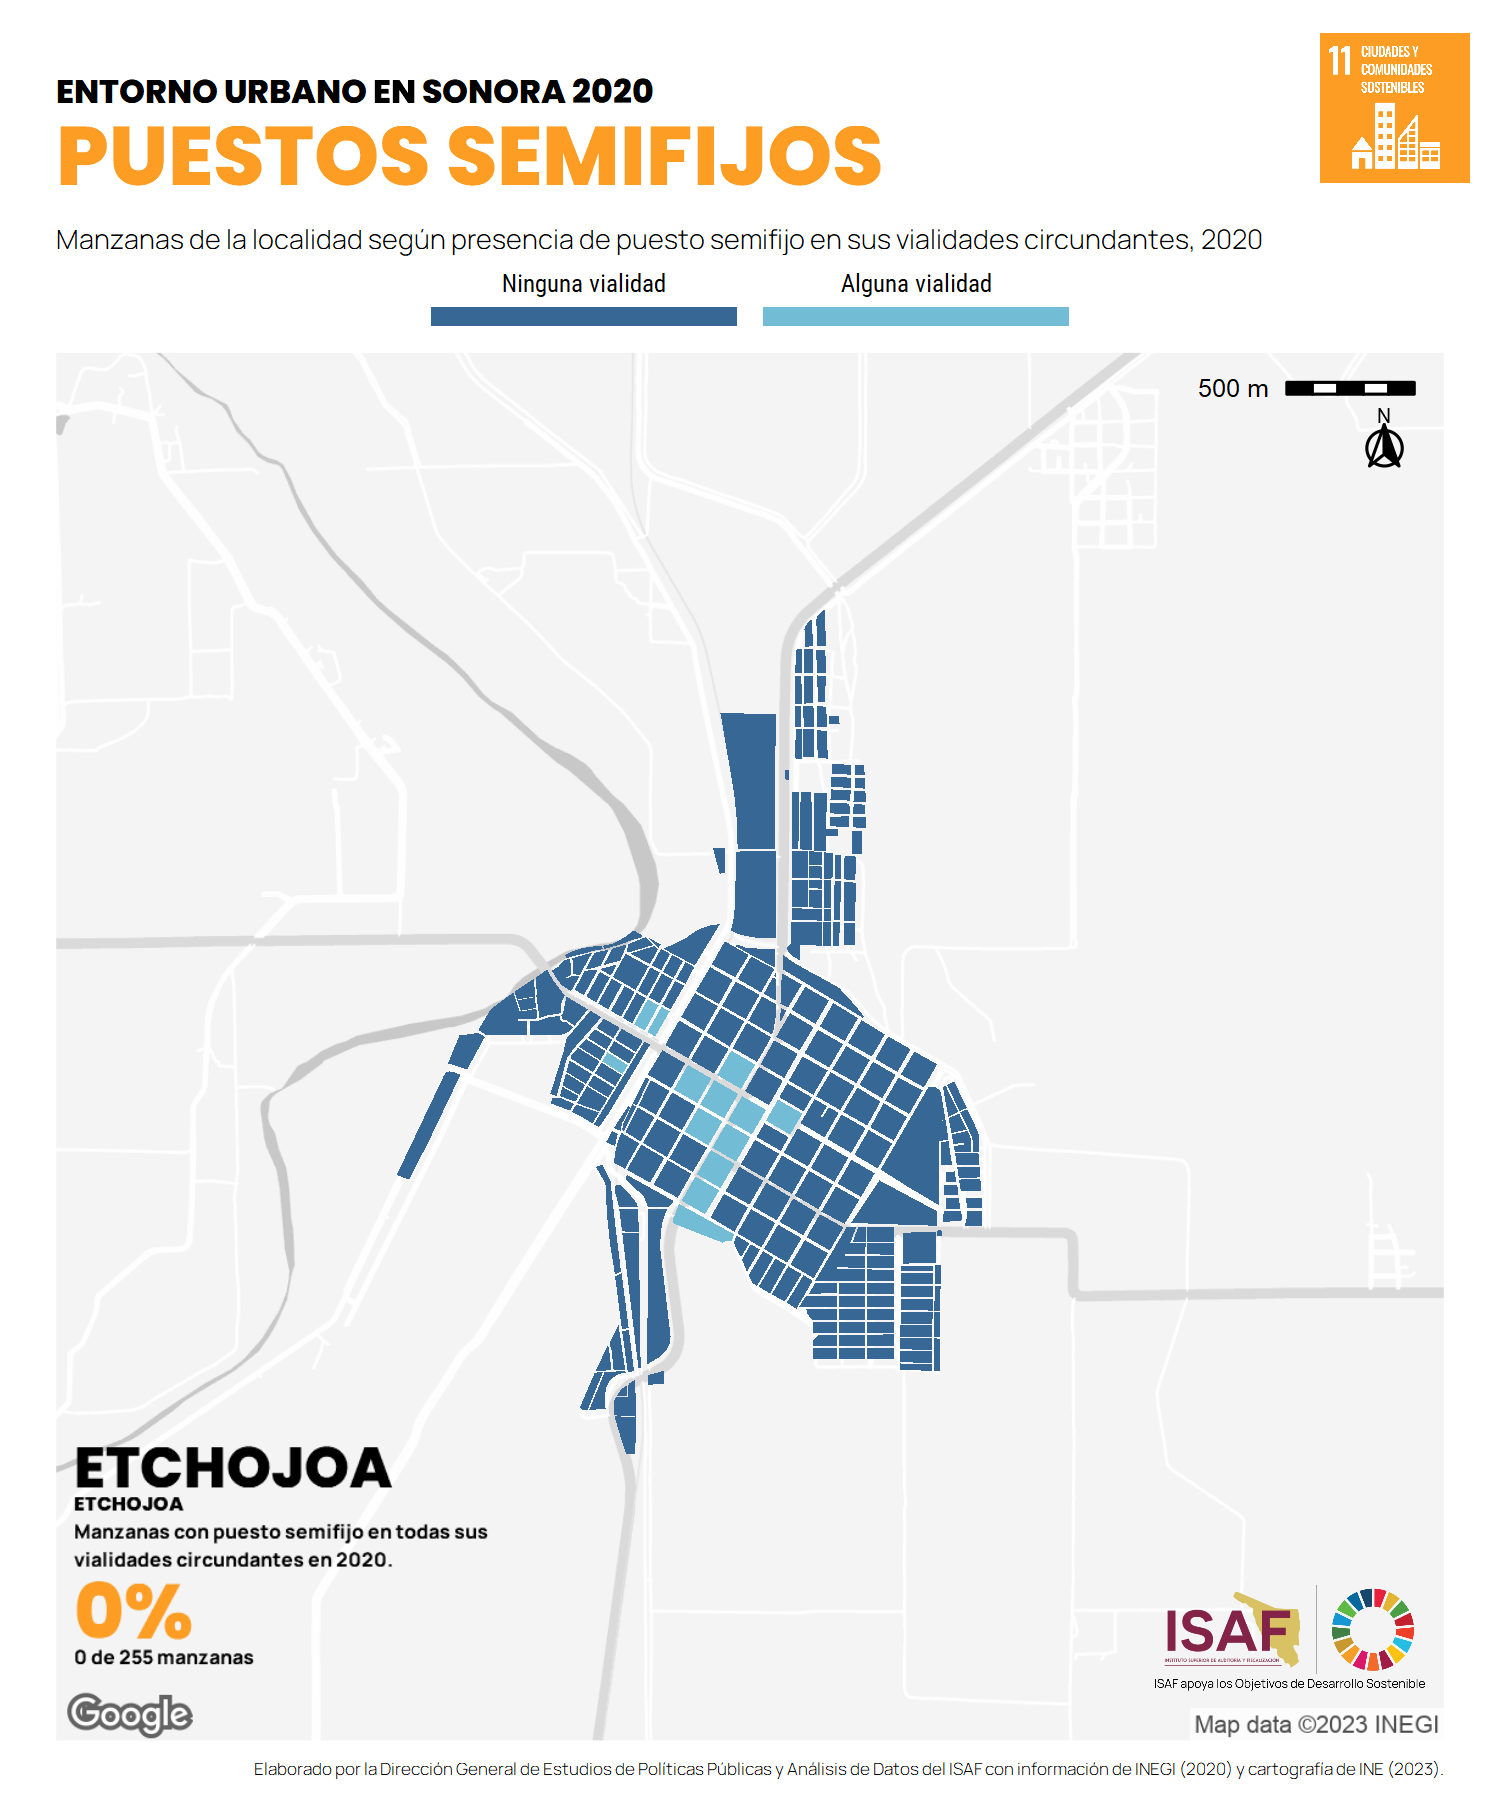 11 CIUDADES Y
COMUNIDADES
SOSTENIBLES
ENTORNO URBANO EN SONORA 2020
PUESTOS SEMIFIJOS
Manzanas de la localidad según presencia de puesto semifijo en sus vialidades circundantes, 2020
Ninguna vialidad
Alguna vialidad
500 m
N
ETCHOJOA
ETCHOJOA
Manzanas con puesto semifijo en todas sus
vialidades circundantes en 2020.
0%
0 de 255 manzanas
ISAF
INSTITUTO SUPERIOR DE AUDITORÍA Y FISCALIZACIÓN
ISAF apoya los Objetivos de Desarrollo Sostenible
Google
Map data ©2023 INEGI
Elaborado por la Dirección General de Estudios de Políticas Públicas y Análisis de Datos del ISAF con información de INEGI (2020) y cartografía de INE (2023).